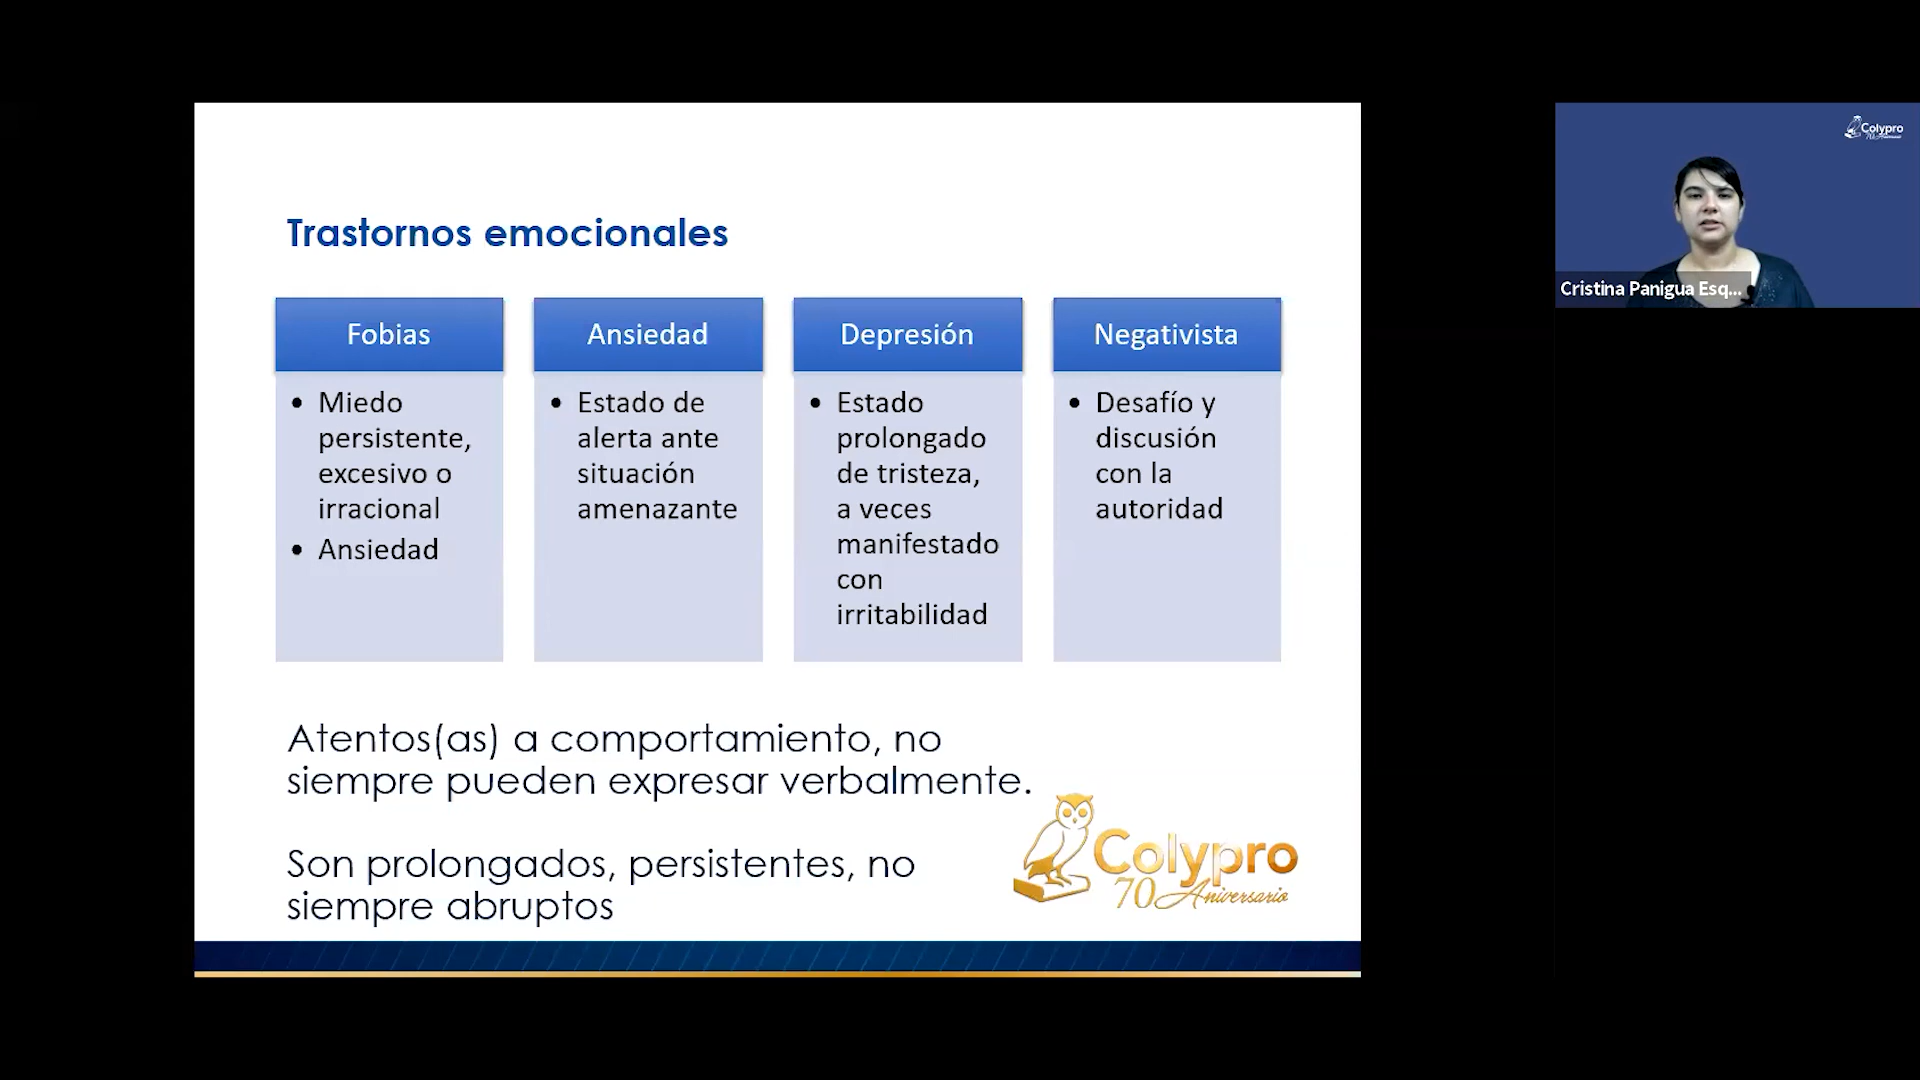 Trastornos emocionales
Fobias
• Miedo
persistente,
excesivo o
irracional
• Ansiedad
Ansiedad
• Estado de
alerta ante
situación
amenazante
Depresión
• Estado
prolongado
de tristeza,
a veces
manifestado
con
irritabilidad
Negativista
• Desafío y
discusión
con la
autoridad
Atentos(as) a comportamiento, no
siempre pueden expresar verbalmente.
Son prolongados, persistentes, no
siempre abruptos
Colypro
70 Aniversario
Colypro
70 Aniversario
Cristina Panigua Esq...